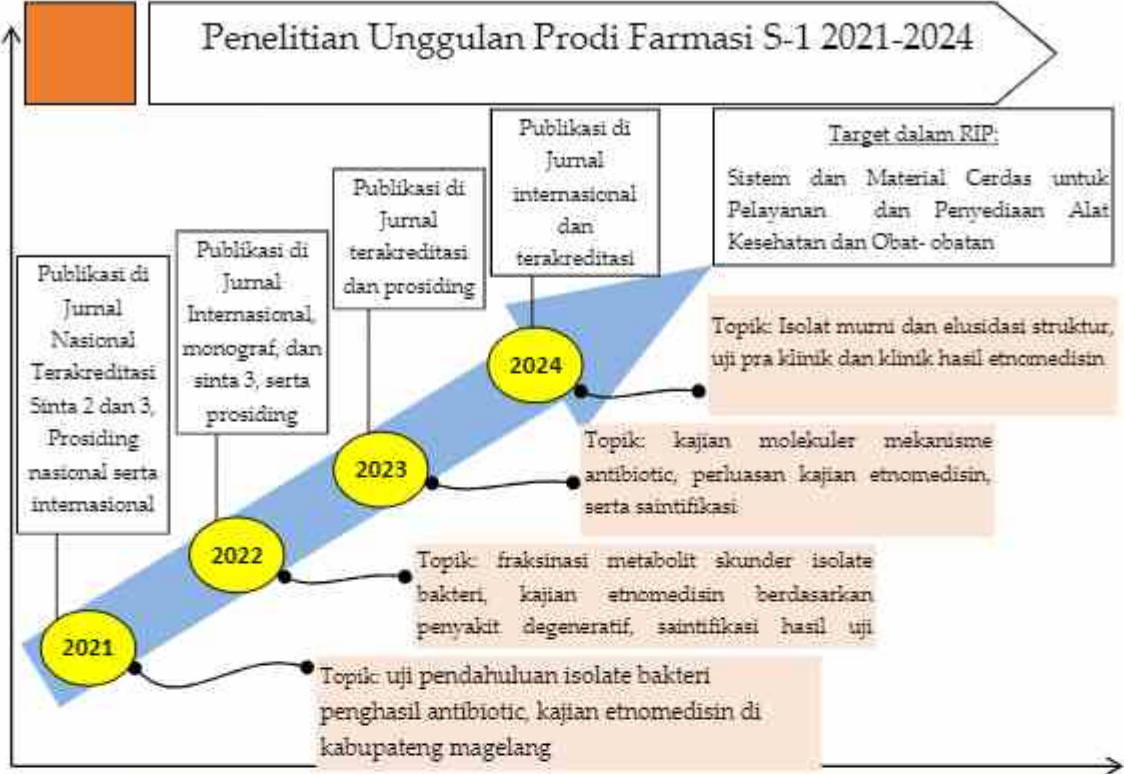 Penelitian Unggulan Prodi Farmasi S-1 2021-2024
Publikasi di
Jurnal
Nasional
Terakreditasi
Sinta 2 dan 3,
Prosiding
nasional serta
internasional
Publikasi di
Jurnal
Internasional,
monograf, dan
sinta 3, serta
prosiding
Publikasi di
Jurnal
terakreditasi
dan prosiding
Publikasi di
Jurnal
internasional
dan
terakreditasi
Target dalam RIP:
Sistem dan Material Cerdas untuk
Pelayanan dan Penyediaan Alat
Kesehatan dan Obat- obatan
2024
Topik: Isolat murni dan elusidasi struktur,
uji pra klinik dan klinik hasil etnomedisin
2023
Topik: kajian molekuler mekanisme
antibiotic, perluasan kajian etnomedisin,
serta saintifikasi
2022
Topik: fraksinasi metabolit skunder isolate
bakteri, kajian etnomedisin berdasarkan
penyakit degeneratif, saintifikasi hasil uji
2021
Topik: uji pendahuluan isolate bakteri
penghasil antibiotic, kajian etnomedisin di
kabupateng magelang